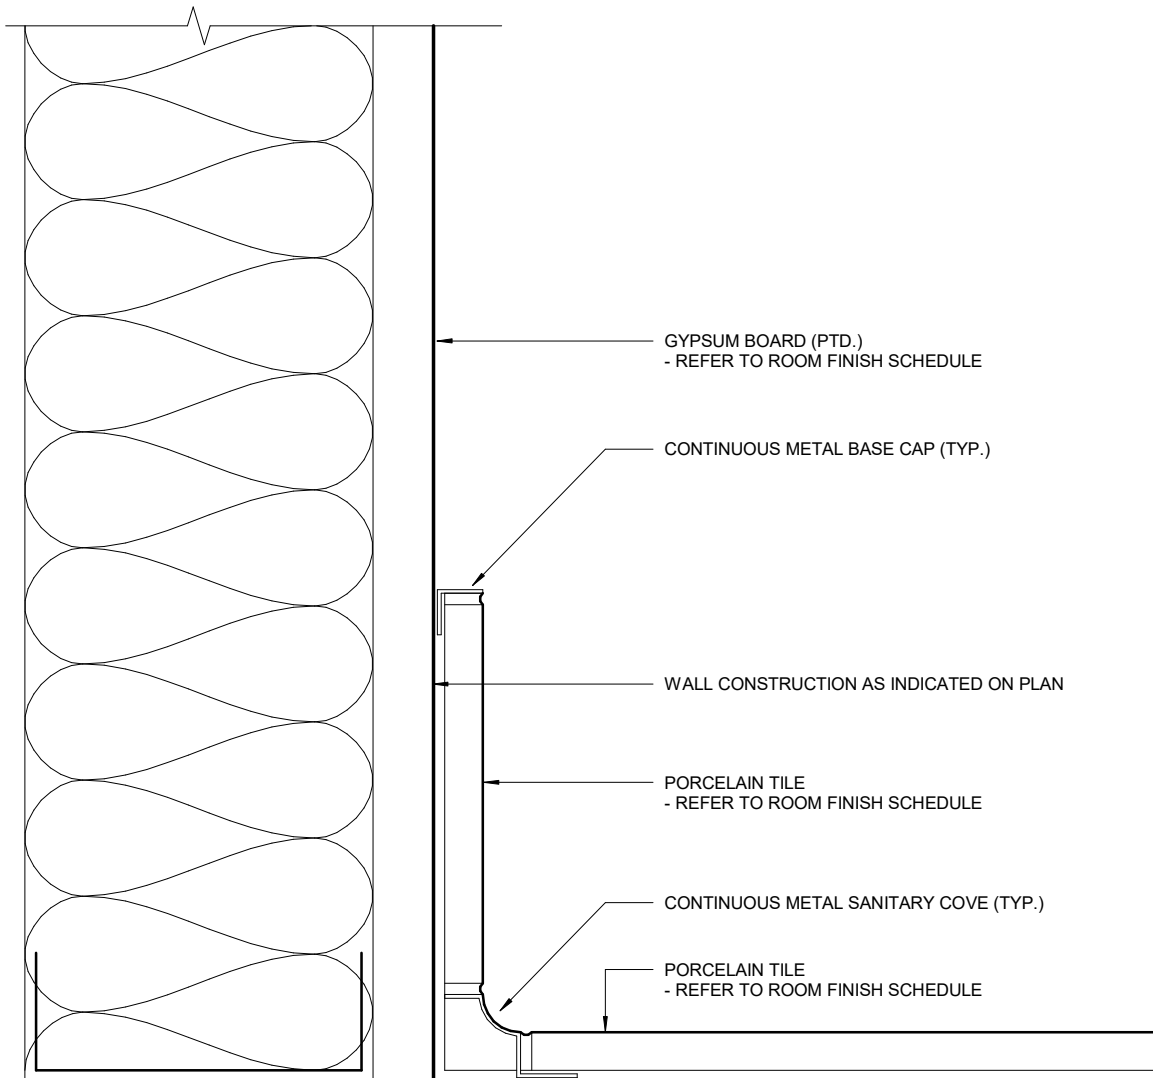 GYPSUM BOARD (PTD.)
- REFER TO ROOM FINISH SCHEDULE
CONTINUOUS METAL BASE CAP (TYP.)
WALL CONSTRUCTION AS INDICATED ON PLAN
PORCELAIN TILE
- REFER TO ROOM FINISH SCHEDULE
CONTINUOUS METAL SANITARY COVE (TYP.)
PORCELAIN TILE
- REFER TO ROOM FINISH SCHEDULE